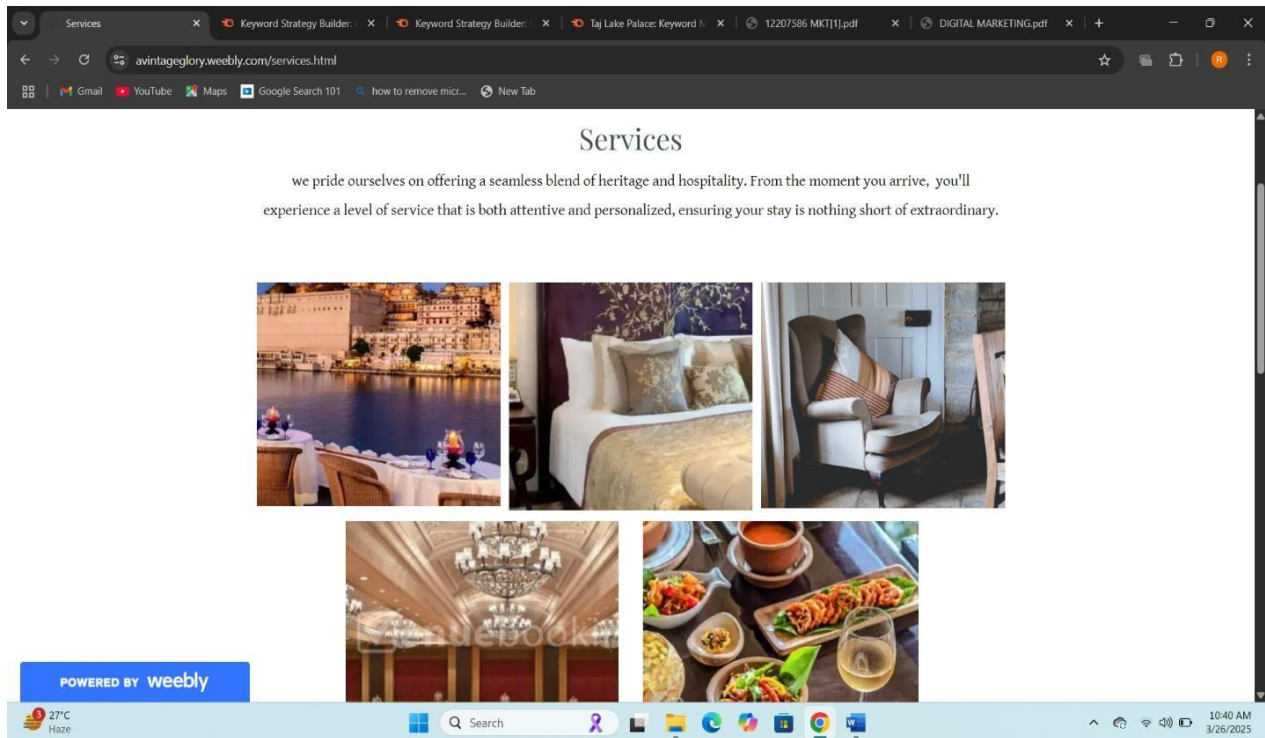 Services
Keyword Strategy Builder:
Keyword Strategy Builder:
Taj Lake Palace: Keyword
12207586 MKT[1].pdf
DIGITAL MARKETING.pdf
avintageglory.weebly.com/services.html
R
Gmail
YouTube
Maps
Google Search 101
how to remove micr...
New Tab
Services
we pride ourselves on offering a seamless blend of heritage and hospitality. From the moment you arrive, you'll
experience a level of service that is both attentive and personalized, ensuring your stay is nothing short of extraordinary.
POWERED BY weebly
3
27°C
Haze
Search
10:40 AM
3/26/2025